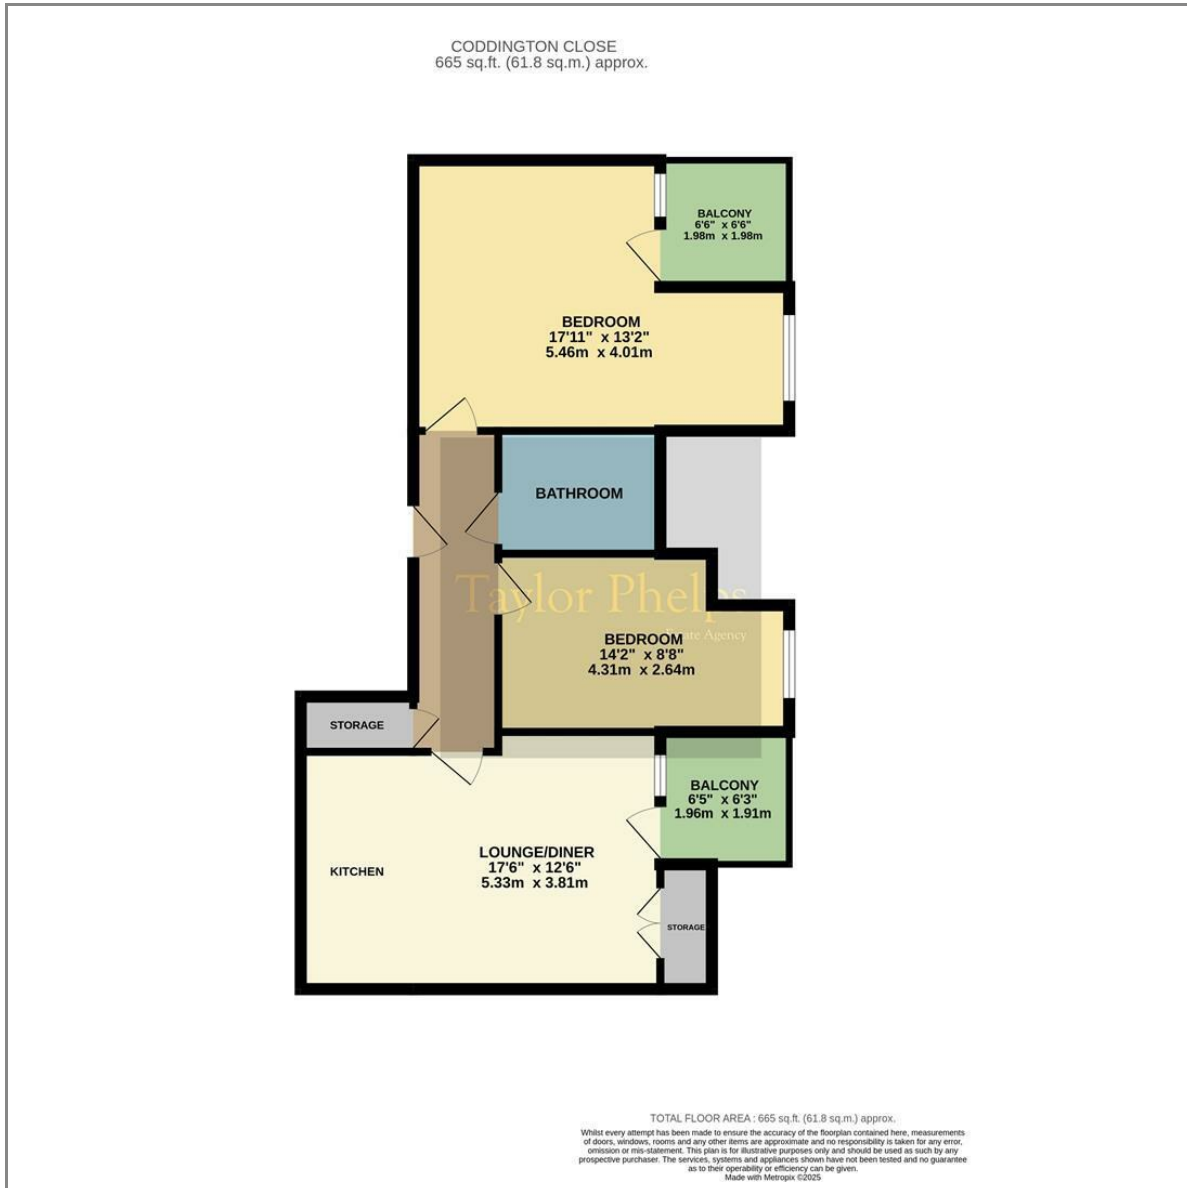 CODDINGTON CLOSE
665 sq.ft. (61.8 sq.m.) approx.
BALCONY
6'6" x 6'6"
1.98m x 1.98m
BEDROOM
17'11" x 13'2"
5.46m x 4.01m
BATHROOM
Taylor Phelps
Estate Agency
BEDROOM
14'2" x 8'8"
4.31m x 2.64m
STORAGE
BALCONY
6'5" x 6'3"
1.96m x 1.91m
LOUNGE/DINER
17'6" x 12'6"
5.33m x 3.81m
KITCHEN
STORAGE
TOTAL FLOOR AREA : 665 sq.ft. (61.8 sq.m.) approx.
Whilst every attempt has been made to ensure the accuracy of the floorplan contained here, measurements
of doors, windows, rooms and any other items are approximate and no responsibility is taken for any error,
omission or mis-statement. This plan is for illustrative purposes only and should be used as such by any
prospective purchaser. The services, systems and appliances shown have not been tested and no guarantee
as to their operability or efficiency can be given.
Made with Metropix ©2025